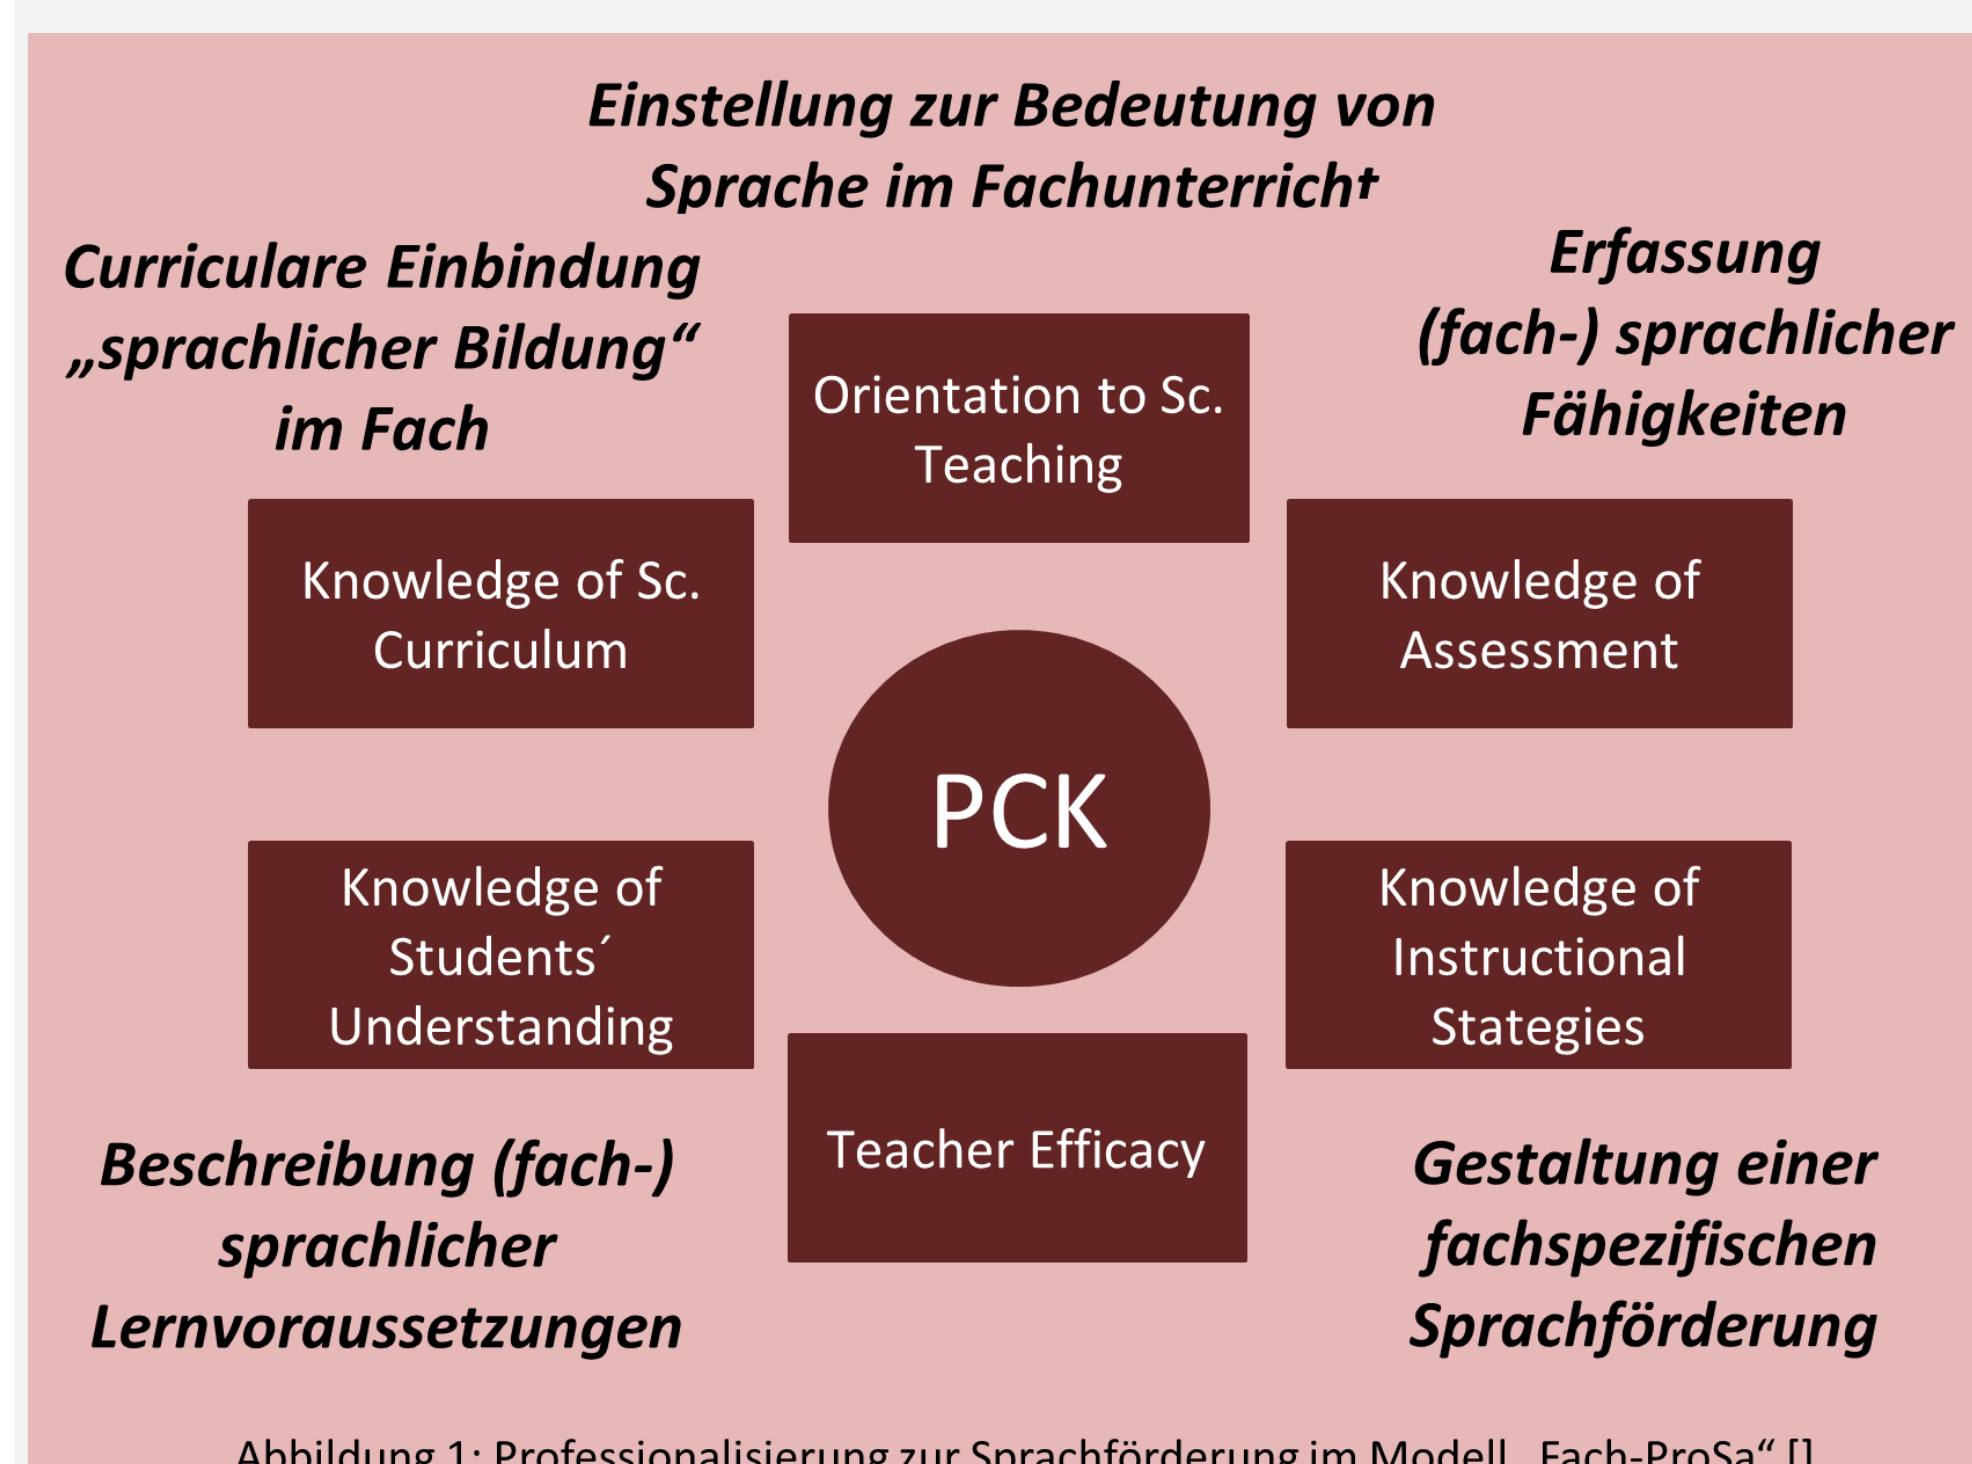 Einstellung zur Bedeutung von
Sprache im Fachunterricht
Curriculare Einbindung
„sprachlicher Bildung“
im Fach
Erfassung
(fach-) sprachlicher
Fähigkeiten
Orientation to Sc.
Teaching
Knowledge of Sc.
Curriculum
Knowledge of
Assessment
PCK
Knowledge of
Students´
Understanding
Knowledge of
Instructional
Stategies
Teacher Efficacy
Beschreibung (fach-)
sprachlicher
Lernvoraussetzungen
Gestaltung einer
fachspezifischen
Sprachförderung
Abbildung 1: Professionalisierung zur Sprachförderung im Modell „Fach-ProSa“ []